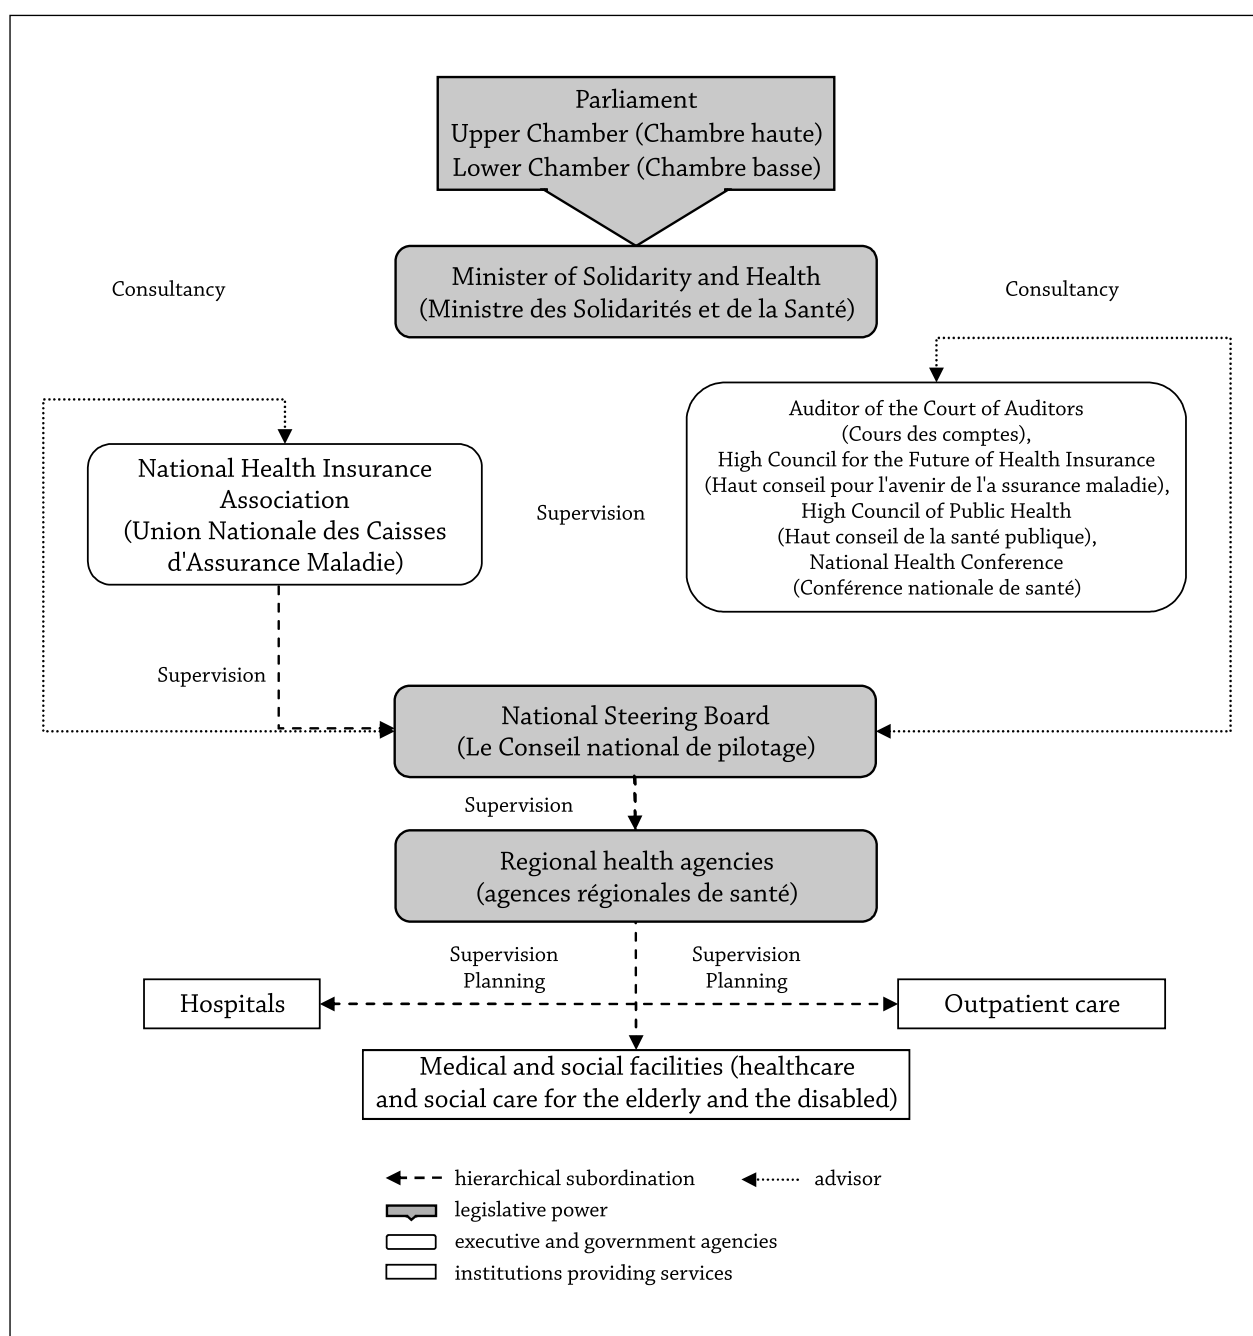 Parliament
Upper Chamber (Chambre haute)
Lower Chamber (Chambre basse)
Minister of Solidarity and Health
(Ministre des Solidarités et de la Santé)
Consultancy
Consultancy
National Health Insurance
Association
(Union Nationale des Caisses
d'Assurance Maladie)
Supervision
Auditor of the Court of Auditors
(Cours des comptes),
High Council for the Future of Health Insurance
(Haut conseil pour l'avenir de l'a ssurance maladie),
High Council of Public Health
(Haut conseil de la santé publique),
National Health Conference
(Conférence nationale de santé)
Supervision
National Steering Board
(Le Conseil national de pilotage)
Supervision
Regional health agencies
(agences régionales de santé)
Supervision
Planning
Supervision
Planning
Hospitals
Outpatient care
Medical and social facilities (healthcare
and social care for the elderly and the disabled)
hierarchical subordination
advisor
legislative power
executive and government agencies
institutions providing services